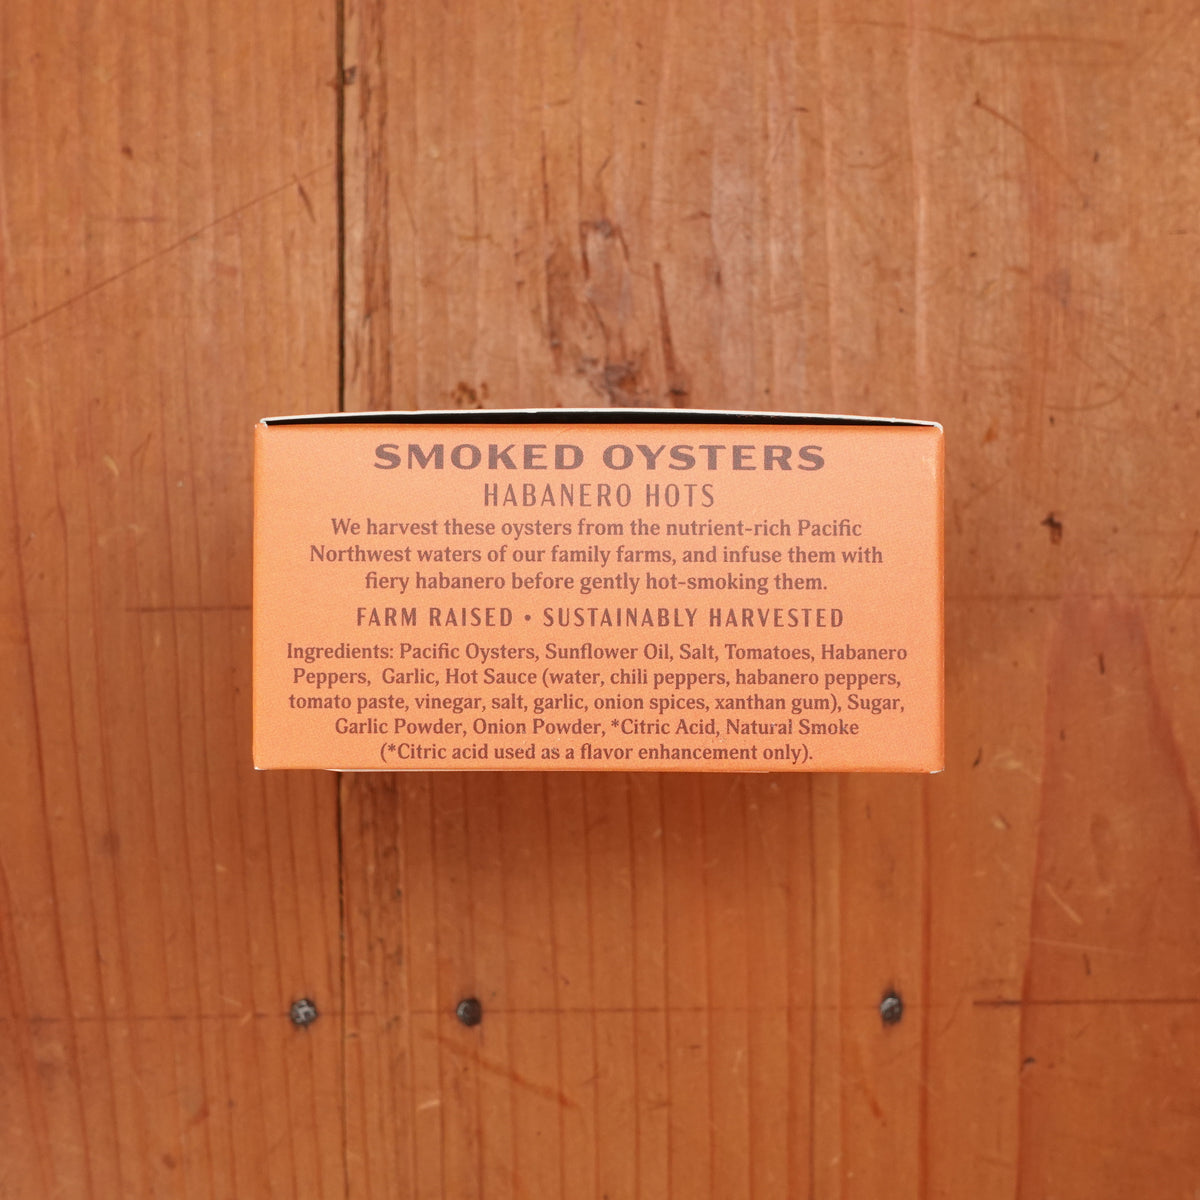 SMOKED OYSTERS
HABANERO HOTS
We harvest these oysters from the nutrient-rich Pacific
Northwest waters of our family farms, and infuse them with
fiery habanero before gently hot-smoking them.
FARM RAISED • SUSTAINABLY HARVESTED
Ingredients: Pacific Oysters, Sunflower Oil, Salt, Tomatoes, Habanero
Peppers, Garlic, Hot Sauce (water, chili peppers, habanero peppers,
tomato paste, vinegar, salt, garlic, onion spices, xanthan gum), Sugar,
Garlic Powder, Onion Powder, *Citric Acid, Natural Smoke
(*Citric acid used as a flavor enhancement only).